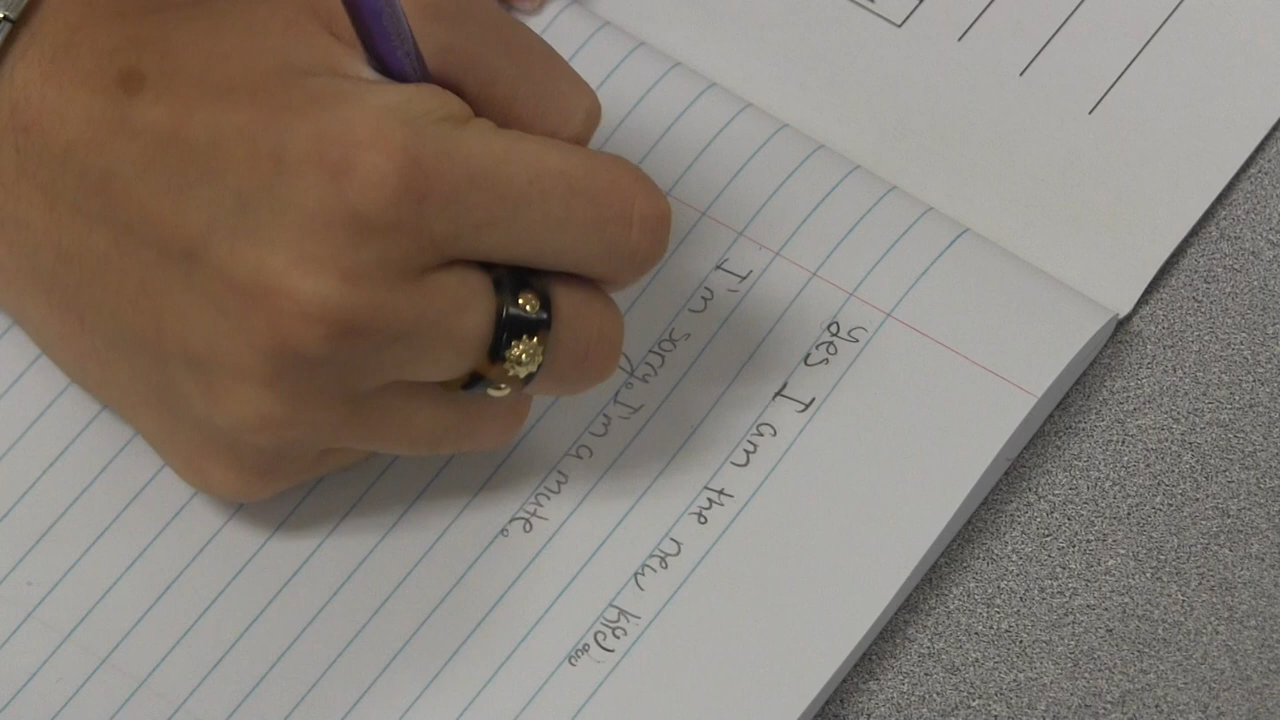 yes I am the new kid...
I'm sorry. I'm a mute.